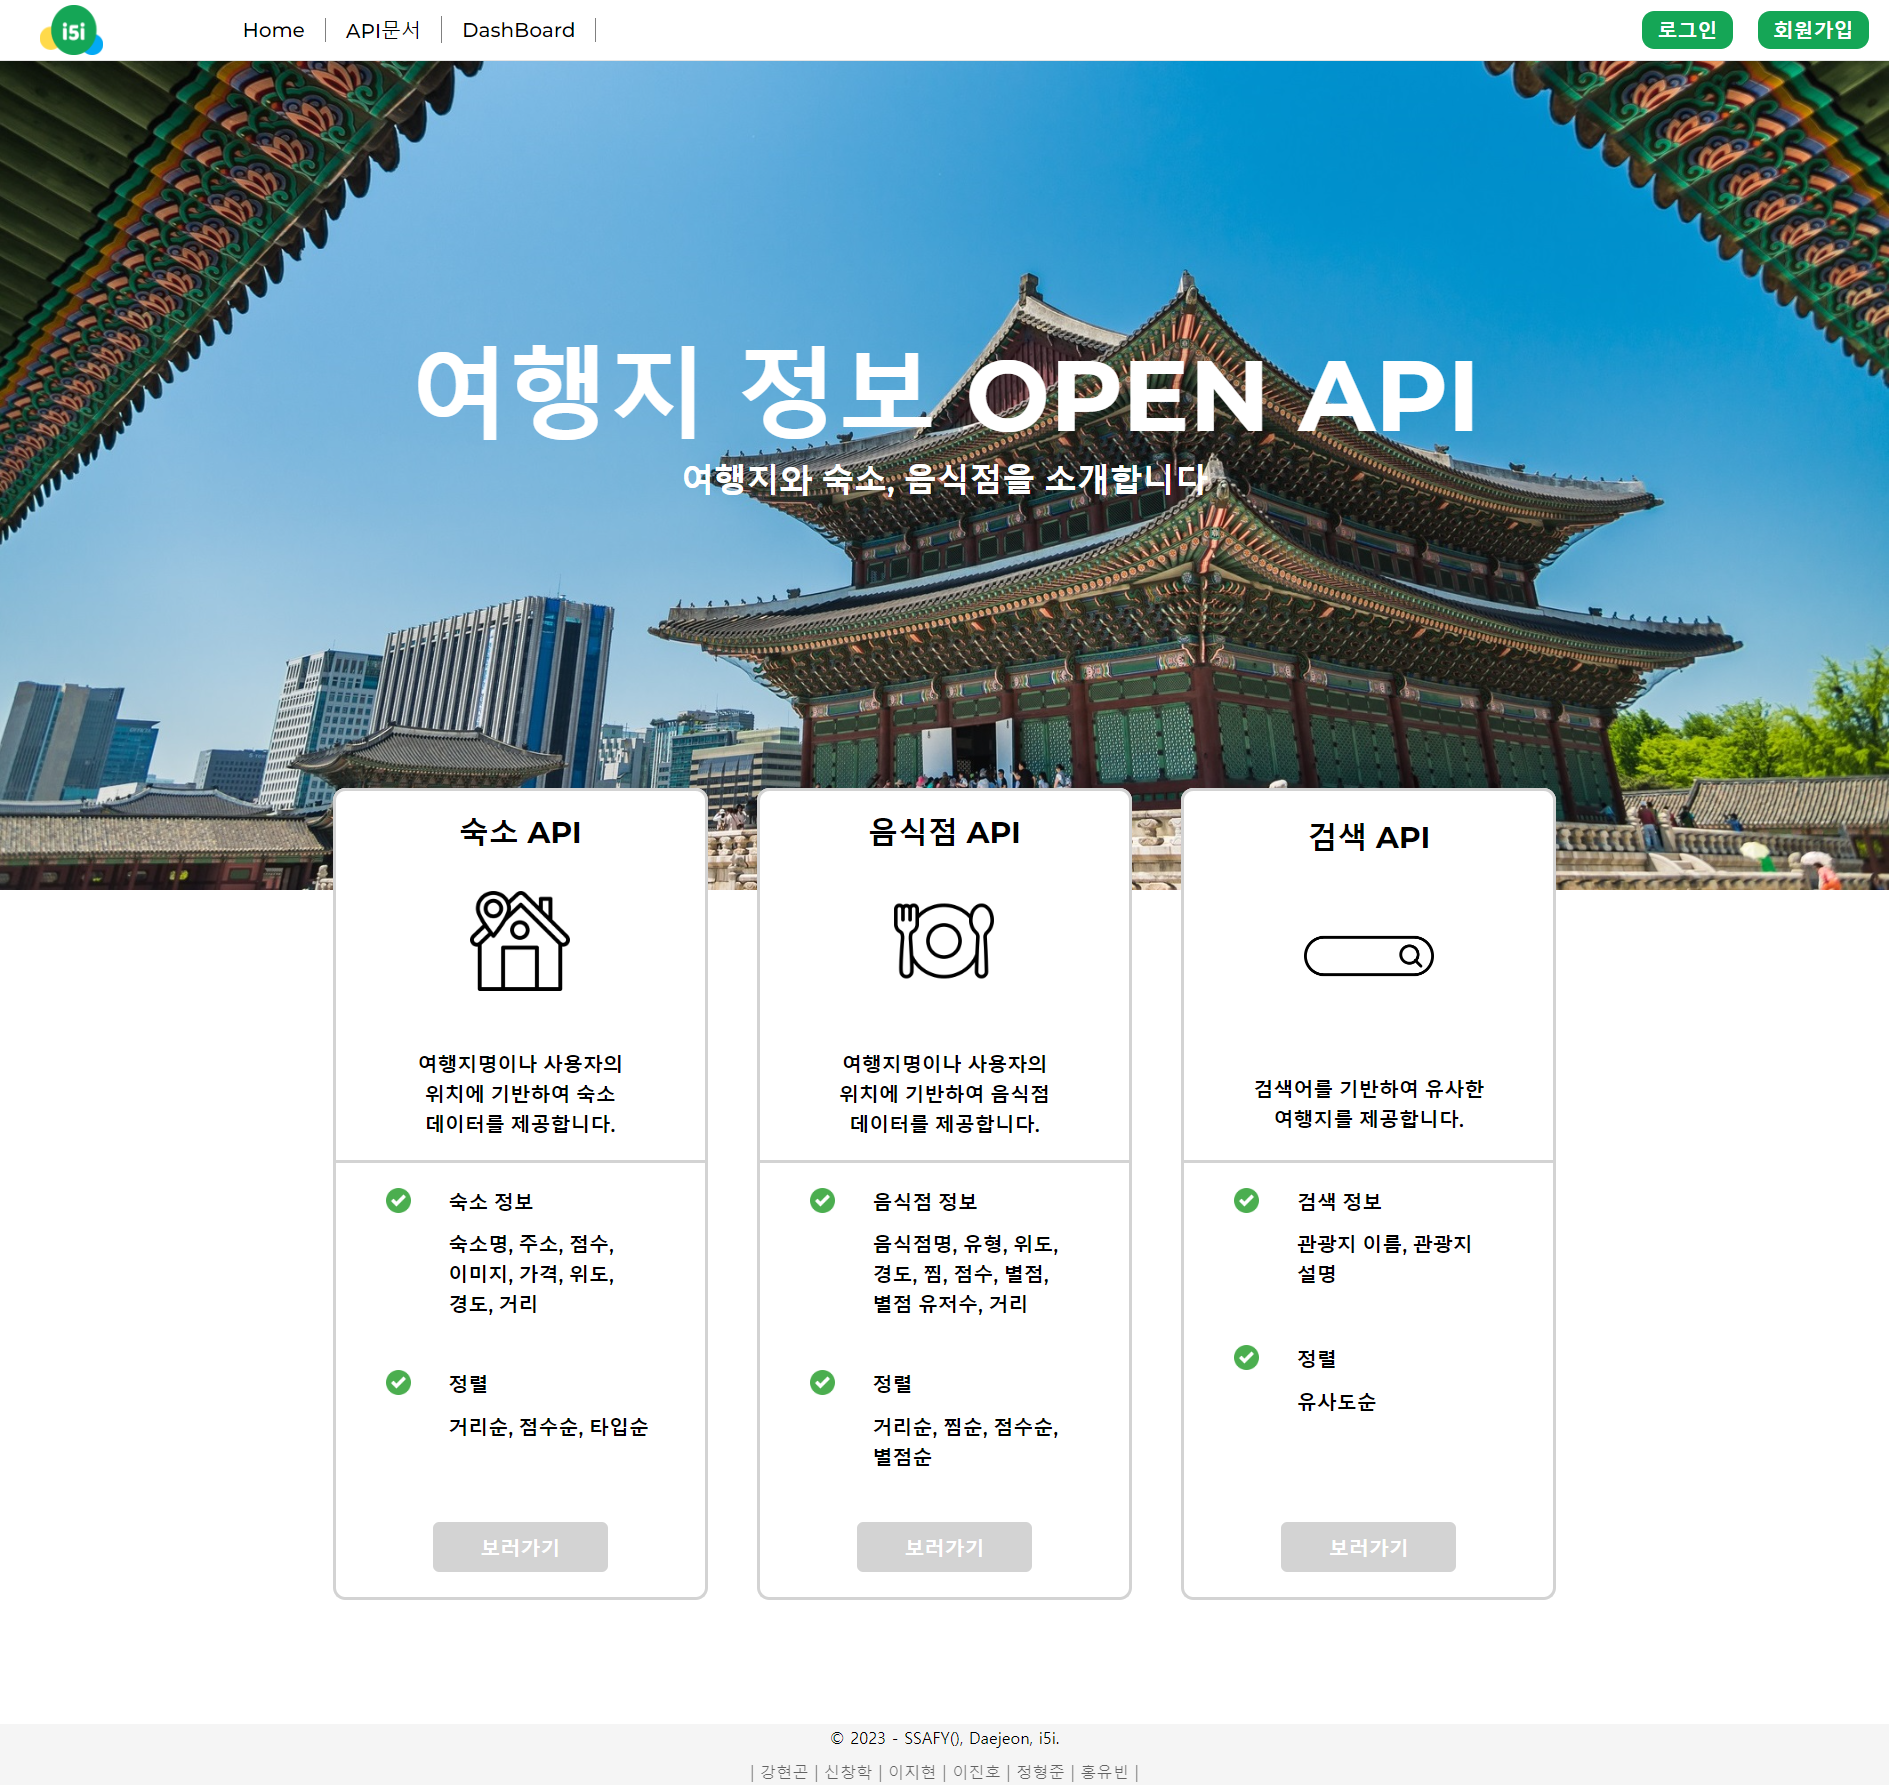 i5i
Home
API문서
DashBoard
로그인
회원가입
여행지 정보 OPEN API
여행지와 숙소, 음식점을 소개합니다
숙소 API
여행지명이나 사용자의
위치에 기반하여 숙소
데이터를 제공합니다.
숙소 정보
숙소명, 주소, 점수,
이미지, 가격, 위도,
경도, 거리
정렬
거리순, 점수순, 타입순
보러가기
음식점 API
여행지명이나 사용자의
위치에 기반하여 음식점
데이터를 제공합니다.
음식점 정보
음식점명, 유형, 위도,
경도, 찜, 점수, 별점,
별점 유저수, 거리
정렬
거리순, 찜순, 점수순,
별점순
보러가기
검색 API
검색어를 기반하여 유사한
여행지를 제공합니다.
검색 정보
관광지 이름, 관광지
설명
정렬
유사도순
보러가기
© 2023 - SSAFY(), Daejeon, i5i.
| 강현곤 | 신창학 | 이지현 | 이진호 | 정형준 | 홍유빈 |